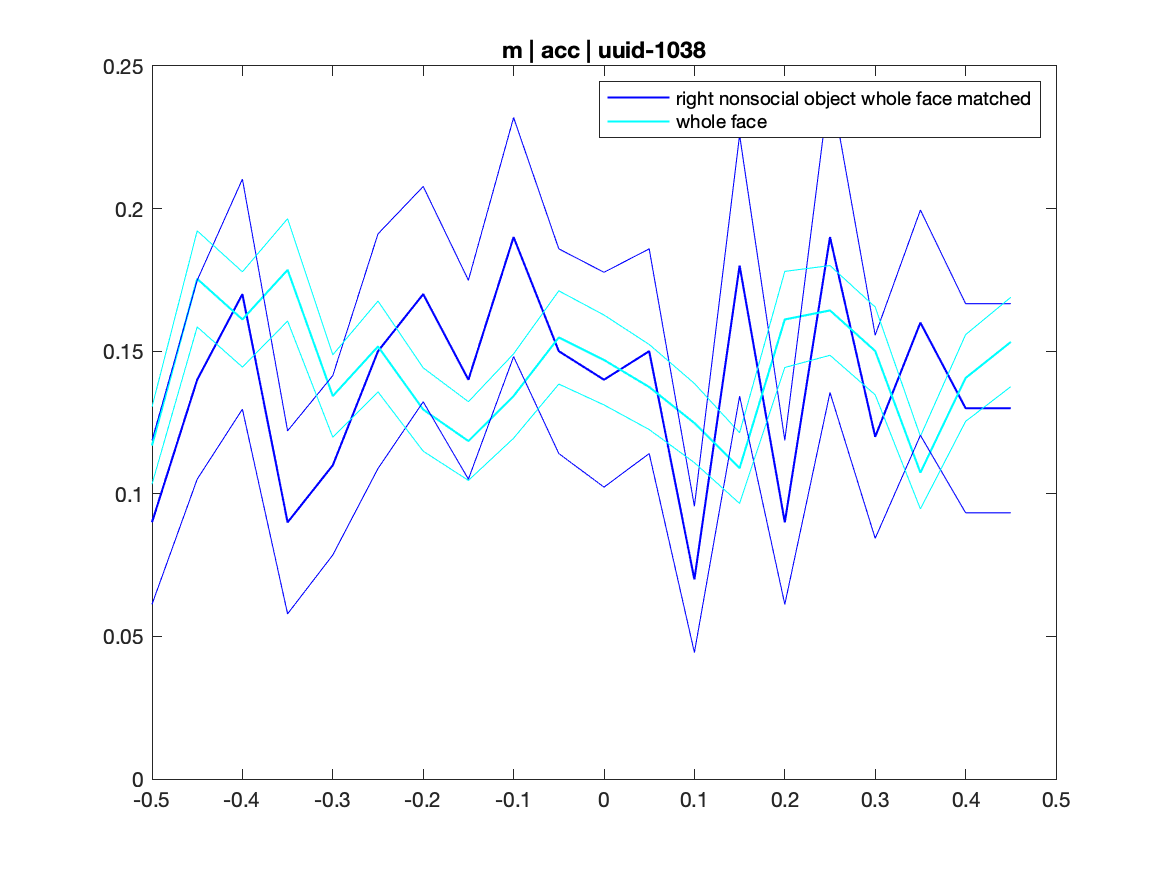 m | acc | uuid-1038
right nonsocial object whole face matched
whole face
0.25
0.2
0.15
0.1
0.05
0
-0.5 -0.4 -0.3 -0.2 -0.1 0 0.1 0.2 0.3 0.4 0.5